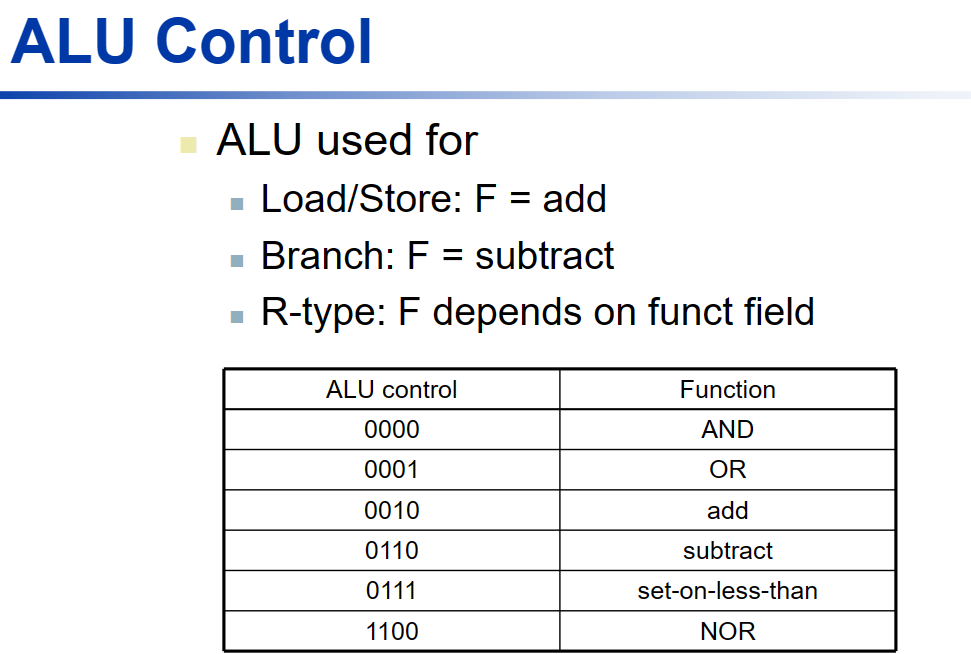 ALU Control
ALU used for
Load/Store: F = add
Branch: F = subtract
R-type: F depends on funct field
ALU control Function
0000 AND
0001 OR
0010 add
0110 subtract
0111 set-on-less-than
1100 NOR